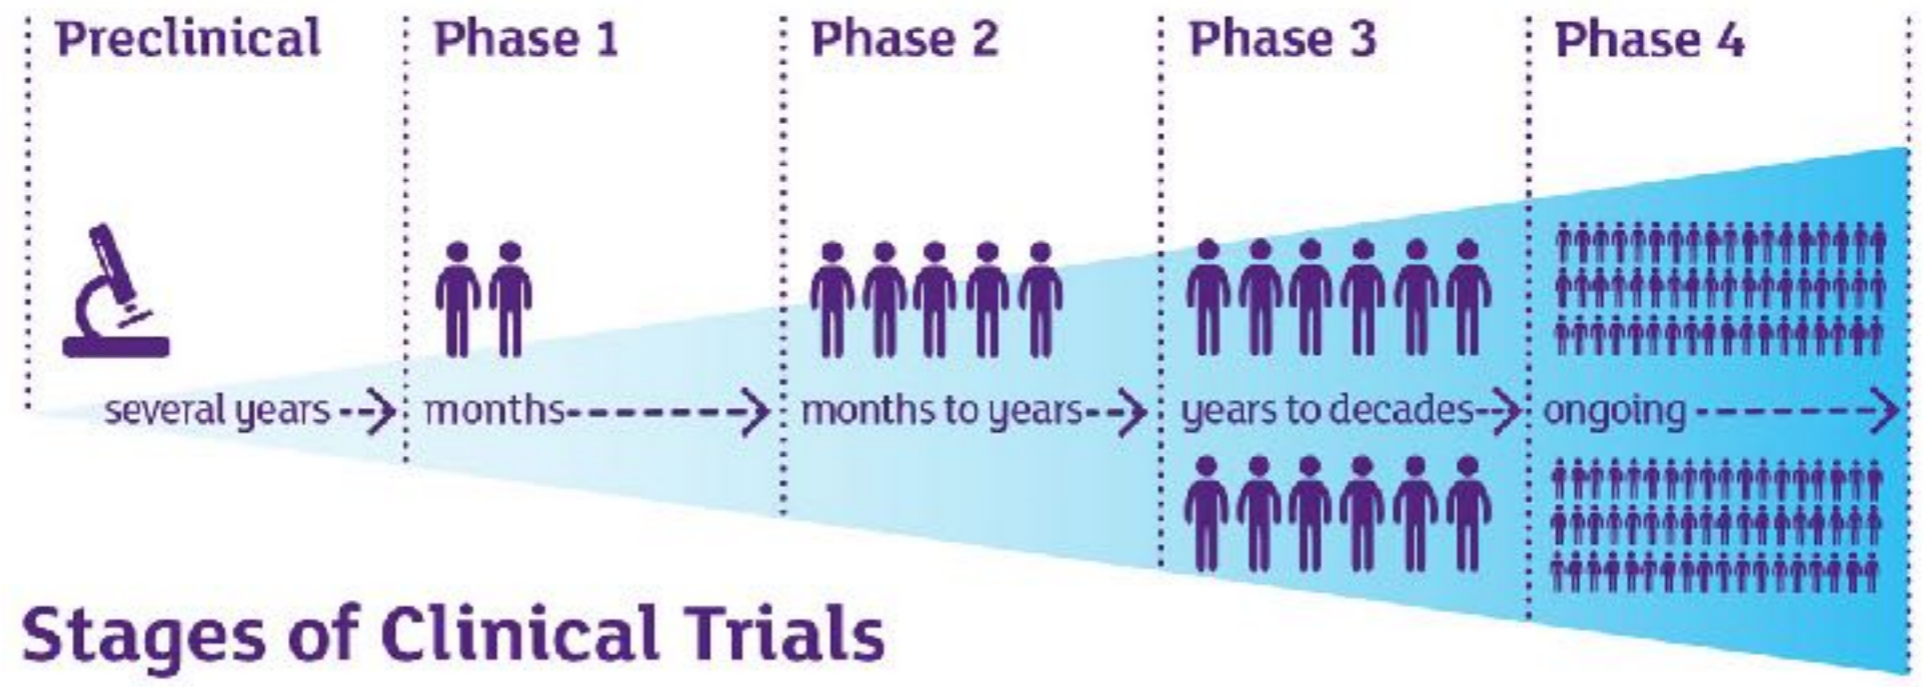 Preclinical
Phase 1
Phase 2
Phase 3
Phase 4
several years
months
months to years
years to decades
ongoing
Stages of Clinical Trials